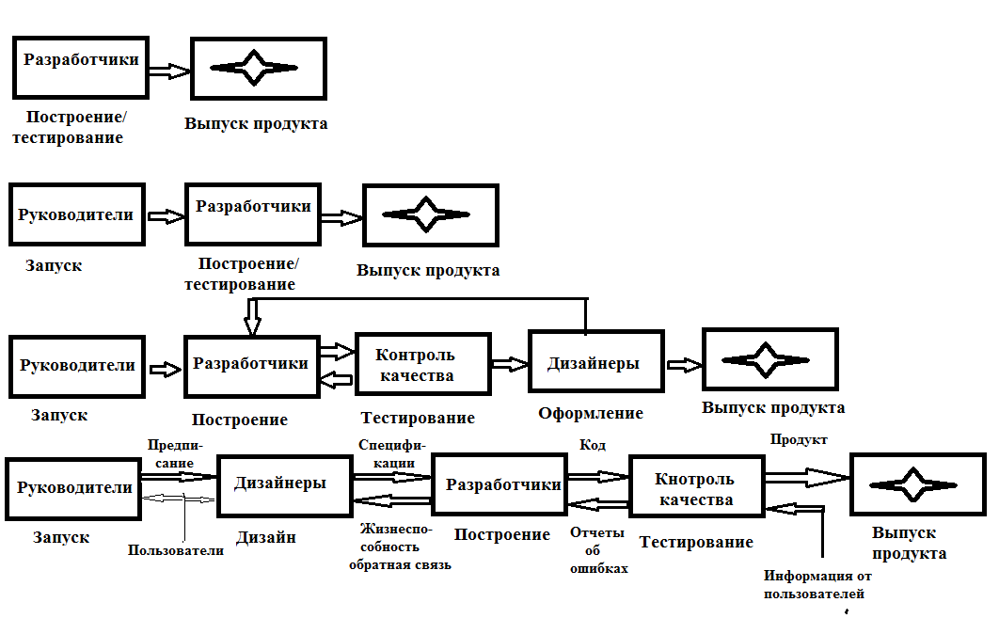 Разработчики
Построение/
тестирование
Выпуск продукта
Руководители
Разработчики
Запуск
Построение/
тестирование
Выпуск продукта
Руководители
Разработчики
Контроль
качества
Дизайнеры
Запуск
Построение
Тестирование
Оформление
Выпуск продукта
Предпи-
сание
Специфи-
кации
Код
Продукт
Руководители
Дизайнеры
Разработчики
Кнотроль
качества
Запуск
Пользователи
Дизайн
Жизнеспо-
собность
обратная связь
Построение
Отчеты
об
ошибках
Тестирование
Выпуск
продукта
Информация от
пользователей